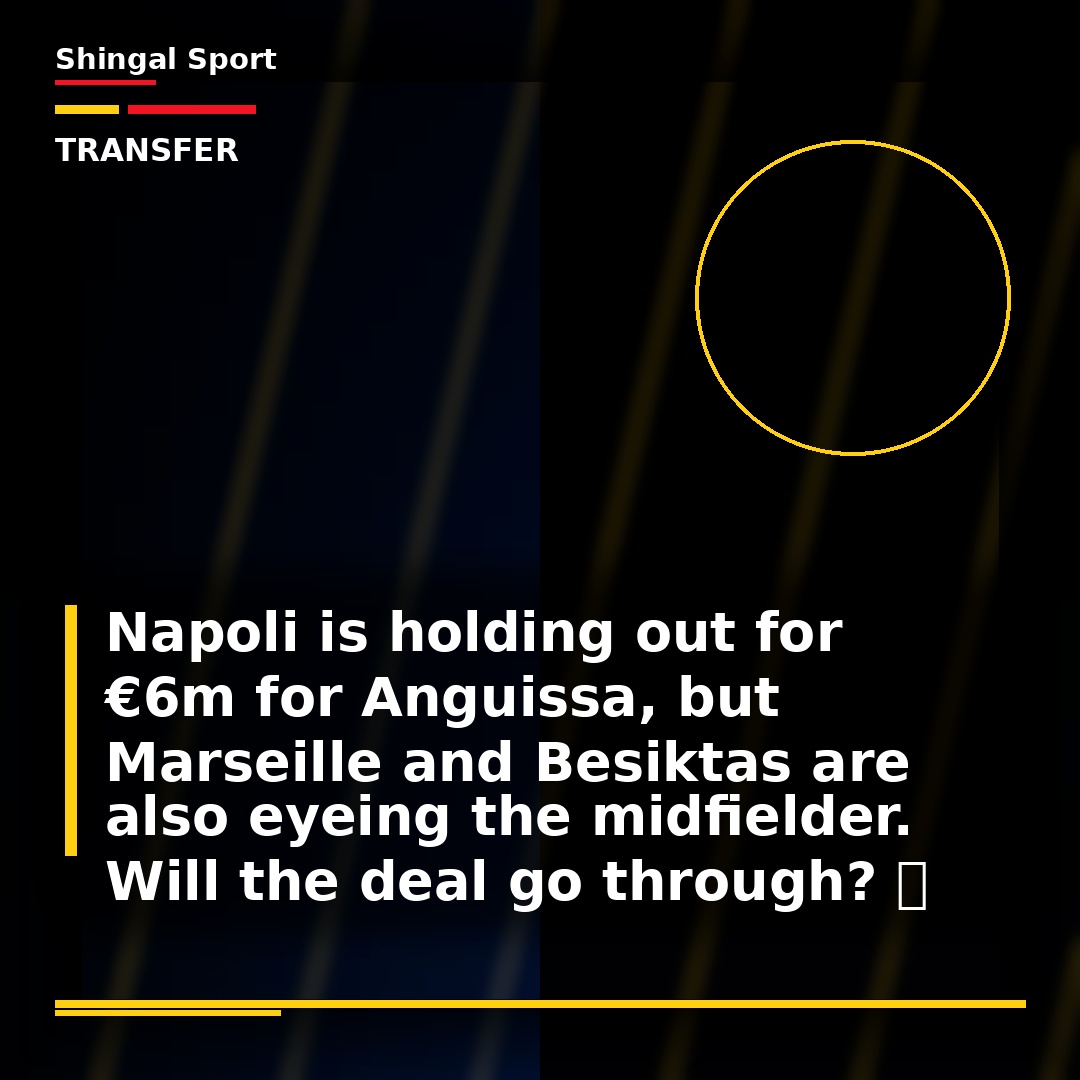 Shingal Sport
TRANSFER
Napoli is holding out for
€6m for Anguissa, but
Marseille and Besiktas are
also eyeing the midfielder.
Will the deal go through?